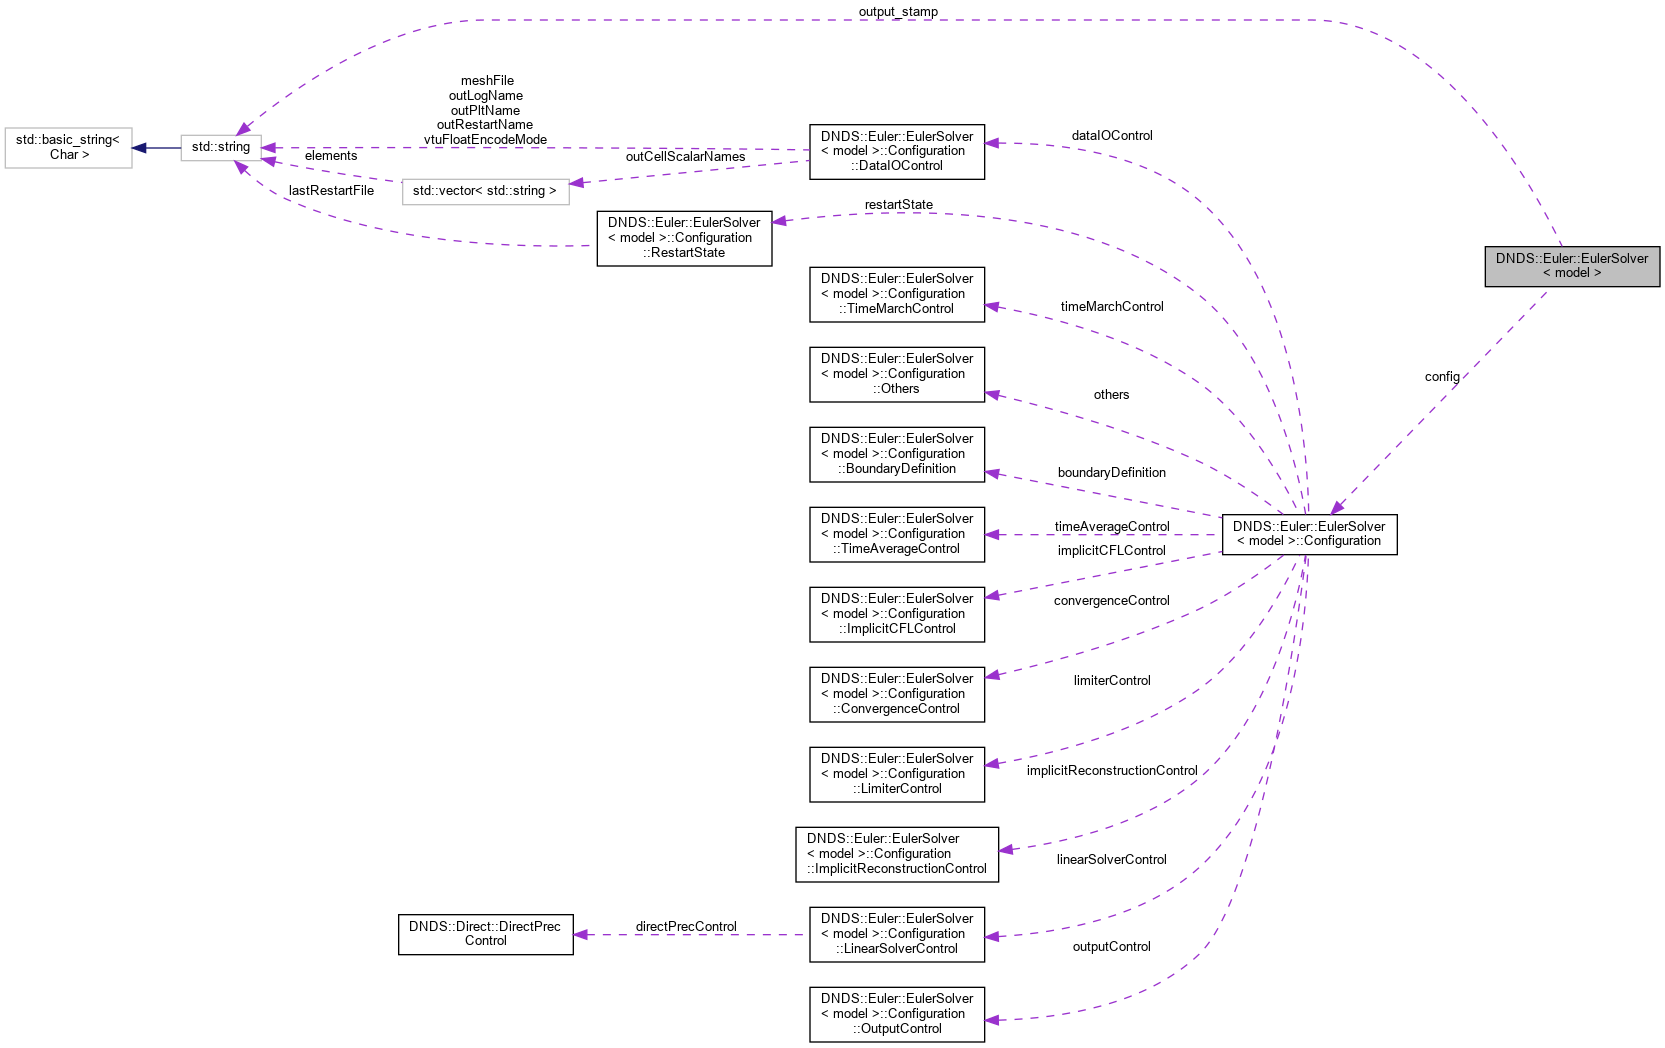 output_stamp
meshFile
outLogName
outPltName
outRestartName
vtuFloatEncodeMode
std::basic_string<
Char >
std::string
elements
lastRestartFile
std::vector< std::string >
outCellScalarNames
DNDS::Euler::EulerSolver
< model >::Configuration
::DataIOControl
dataIOControl
DNDS::Euler::EulerSolver
< model >::Configuration
::RestartState
restartState
DNDS::Euler::EulerSolver
< model >
DNDS::Euler::EulerSolver
< model >::Configuration
::TimeMarchControl
timeMarchControl
DNDS::Euler::EulerSolver
< model >::Configuration
::Others
others
config
DNDS::Euler::EulerSolver
< model >::Configuration
::BoundaryDefinition
boundaryDefinition
DNDS::Euler::EulerSolver
< model >::Configuration
::TimeAverageControl
timeAverageControl
DNDS::Euler::EulerSolver
< model >::Configuration
implicitCFLControl
DNDS::Euler::EulerSolver
< model >::Configuration
::ImplicitCFLControl
convergenceControl
DNDS::Euler::EulerSolver
< model >::Configuration
::ConvergenceControl
limiterControl
DNDS::Euler::EulerSolver
< model >::Configuration
::LimiterControl
implicitReconstructionControl
DNDS::Euler::EulerSolver
< model >::Configuration
::ImplicitReconstructionControl
linearSolverControl
DNDS::Direct::DirectPrec
Control
directPrecControl
DNDS::Euler::EulerSolver
< model >::Configuration
::LinearSolverControl
outputControl
DNDS::Euler::EulerSolver
< model >::Configuration
::OutputControl